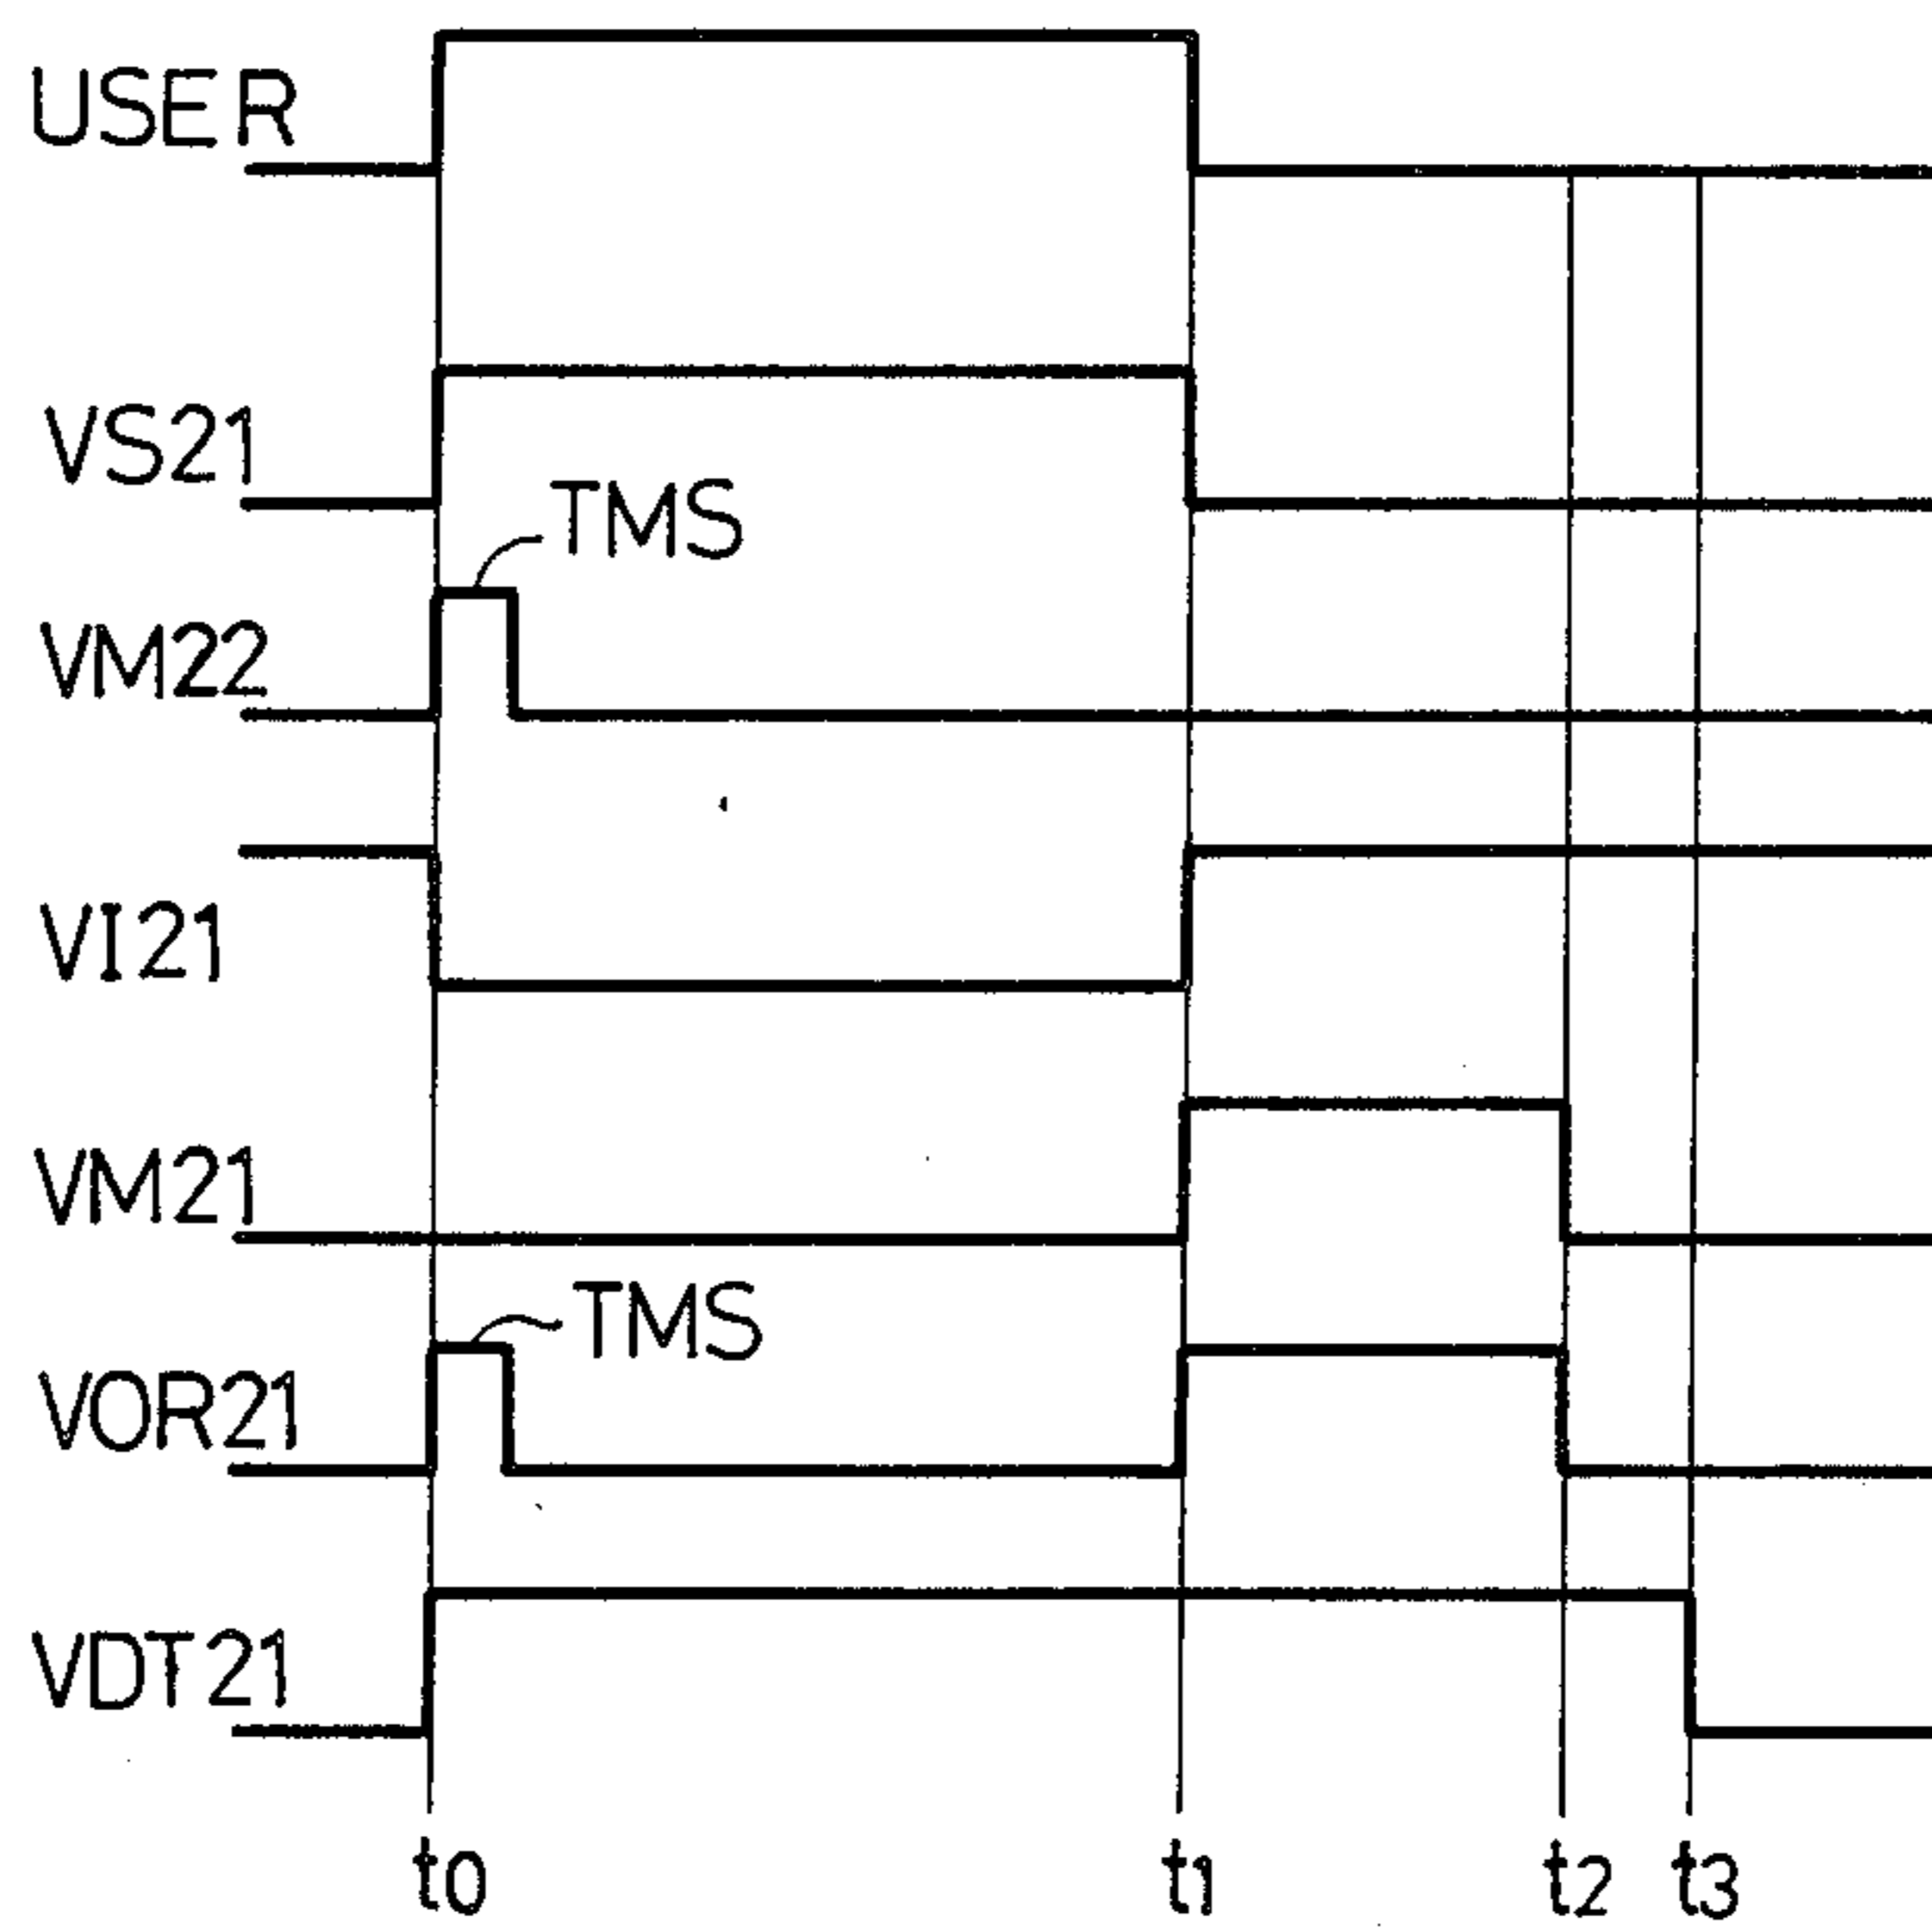 USER
VS21
TMS
VM22
VI21
VM21
TMS
VOR21
VDT21
t0 t1 t2 t3